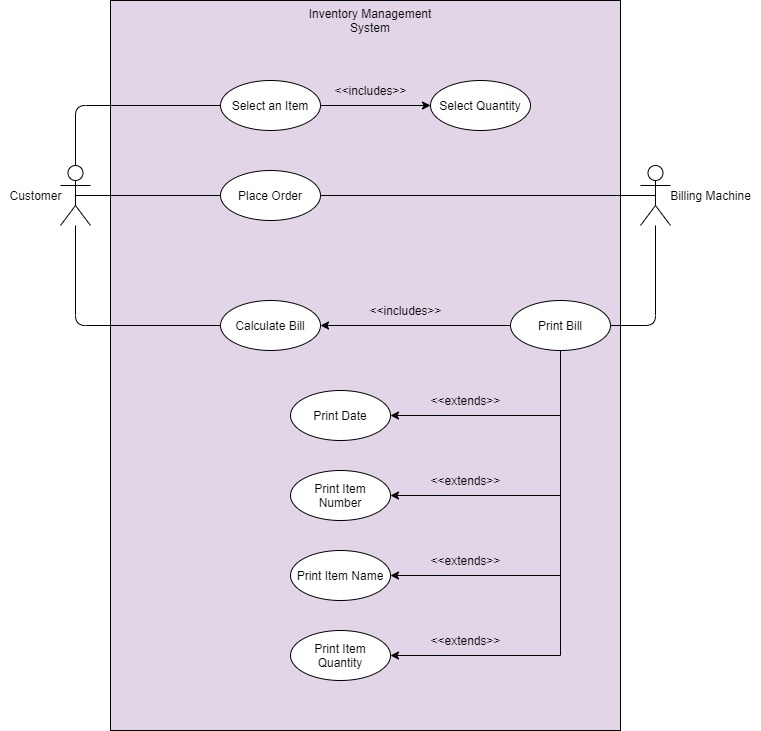 Inventory Management
System
Select an Item
<<includes>>
Select Quantity
Customer
Place Order
Billing Machine
Calculate Bill
<<includes>>
Print Bill
Print Date
<<extends>>
Print Item
Number
<<extends>>
Print Item Name
<<extends>>
Print Item
Quantity
<<extends>>